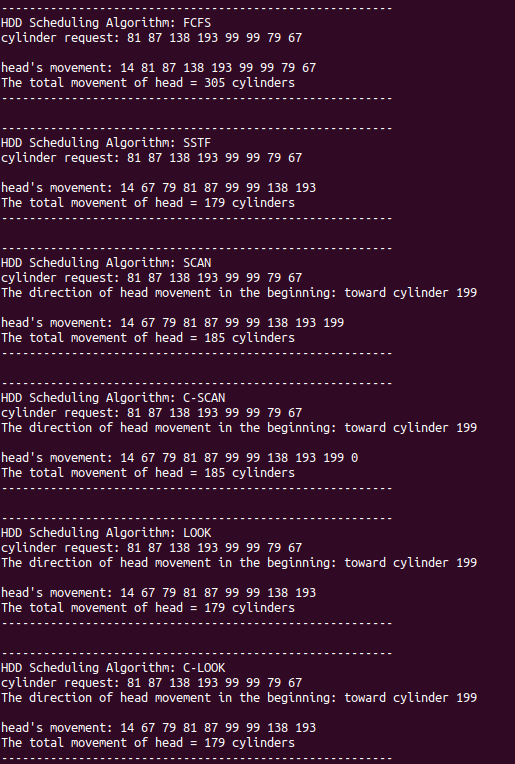 --------------------------------------------------------
HDD Scheduling Algorithm: FCFS
cylinder request: 81 87 138 193 99 99 79 67
head's movement: 14 81 87 138 193 99 99 79 67
The total movement of head = 305 cylinders
--------------------------------------------------------
--------------------------------------------------------
HDD Scheduling Algorithm: SSTF
cylinder request: 81 87 138 193 99 99 79 67
head's movement: 14 67 79 81 87 99 99 138 193
The total movement of head = 179 cylinders
--------------------------------------------------------
--------------------------------------------------------
HDD Scheduling Algorithm: SCAN
cylinder request: 81 87 138 193 99 99 79 67
The direction of head movement in the beginning: toward cylinder 199
head's movement: 14 67 79 81 87 99 99 138 193 199
The total movement of head = 185 cylinders
--------------------------------------------------------
--------------------------------------------------------
HDD Scheduling Algorithm: C-SCAN
cylinder request: 81 87 138 193 99 99 79 67
The direction of head movement in the beginning: toward cylinder 199
head's movement: 14 67 79 81 87 99 99 138 193 199 0
The total movement of head = 185 cylinders
--------------------------------------------------------
--------------------------------------------------------
HDD Scheduling Algorithm: LOOK
cylinder request: 81 87 138 193 99 99 79 67
The direction of head movement in the beginning: toward cylinder 199
head's movement: 14 67 79 81 87 99 99 138 193
The total movement of head = 179 cylinders
--------------------------------------------------------
--------------------------------------------------------
HDD Scheduling Algorithm: C-LOOK
cylinder request: 81 87 138 193 99 99 79 67
The direction of head movement in the beginning: toward cylinder 199
head's movement: 14 67 79 81 87 99 99 138 193
The total movement of head = 179 cylinders
--------------------------------------------------------